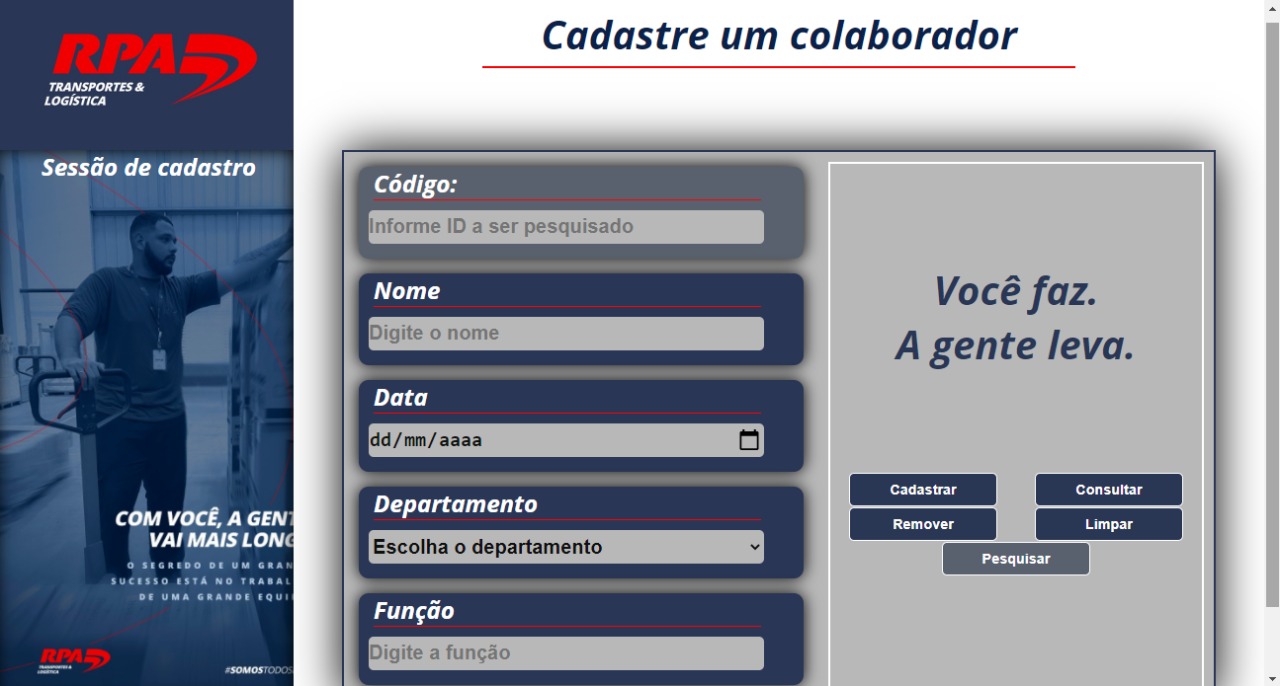 RPA
TRANSPORTES &
LOGÍSTICA
Sessão de cadastro
COM VOCÊ, A GENT
VAI MAIS LONG
O SEGREDO DE UM GRAN
SUCESSO ESTÁ NO TRABAL
DE UMA GRANDE EQUI
RPA
TRANSPORTES &
LOGÍSTICA
#SOMOSTODOS
Cadastre um colaborador
Código:
Informe ID a ser pesquisado
Nome
Digite o nome
Data
dd/mm/aaaa
Departamento
Escolha o departamento
Função
Digite a função
Você faz.
A gente leva.
Cadastrar
Consultar
Remover
Limpar
Pesquisar